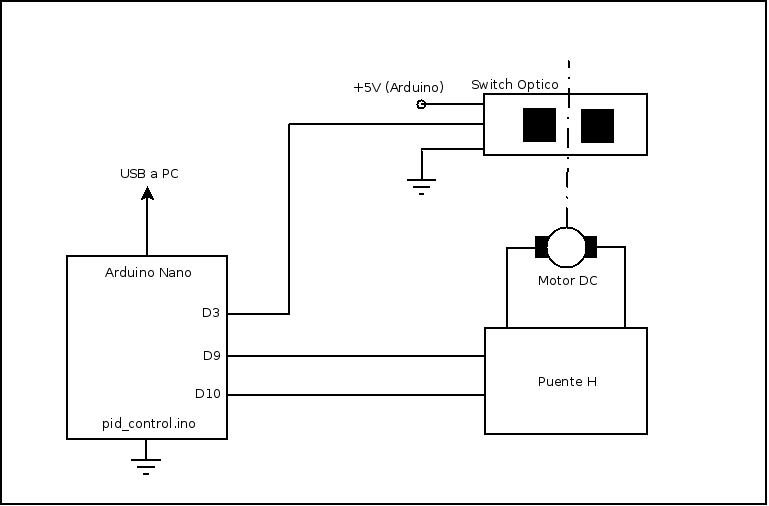 +5V (Arduino)
Switch Optico
USB a PC
Arduino Nano
D3
D9
D10
pid_control.ino
Motor DC
Puente H